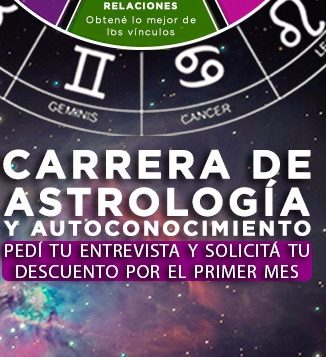 RELACIONES
Obtené lo mejor de
los vínculos
GEMINIS
CANCER
CARRERA DE
ASTROLOGÍA
Y AUTOCONOCIMIENTO
PEDÍ TU ENTREVISTA Y SOLICITÁ TU
DESCUENTO POR EL PRIMER MES